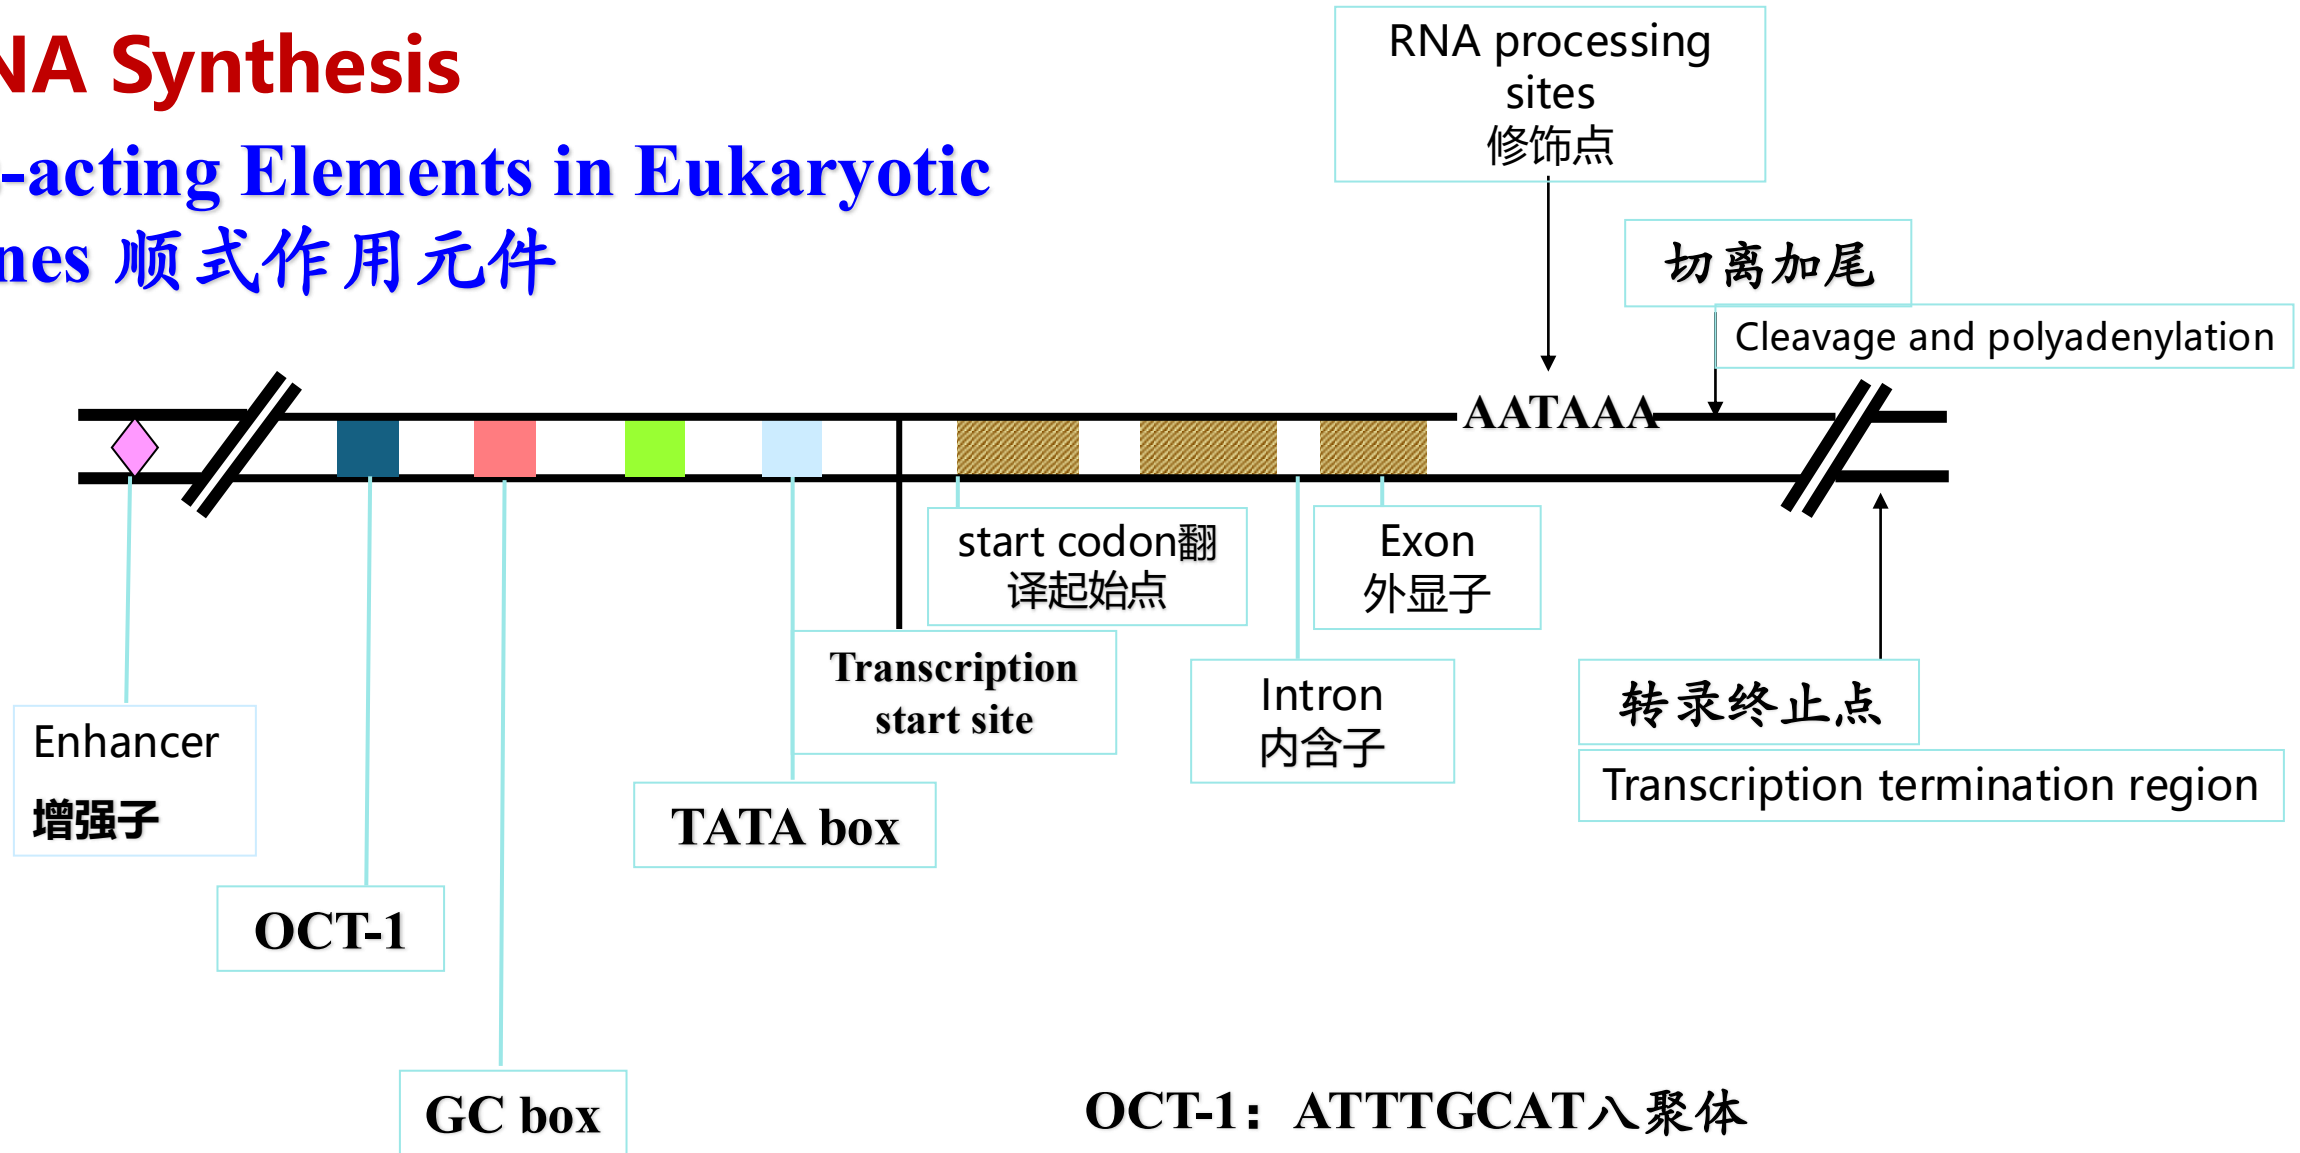 NA Synthesis
-acting Elements in Eukaryotic
nes 顺式作用元件
RNA processing
sites
修饰点
切离加尾
Cleavage and polyadenylation
AATAAA
start codon翻
译起始点
Exon
外显子
Transcription
start site
Intron
内含子
转录终止点
Transcription termination region
Enhancer
增强子
TATA box
OCT-1
GC box
OCT-1：ATTTGCAT八聚体